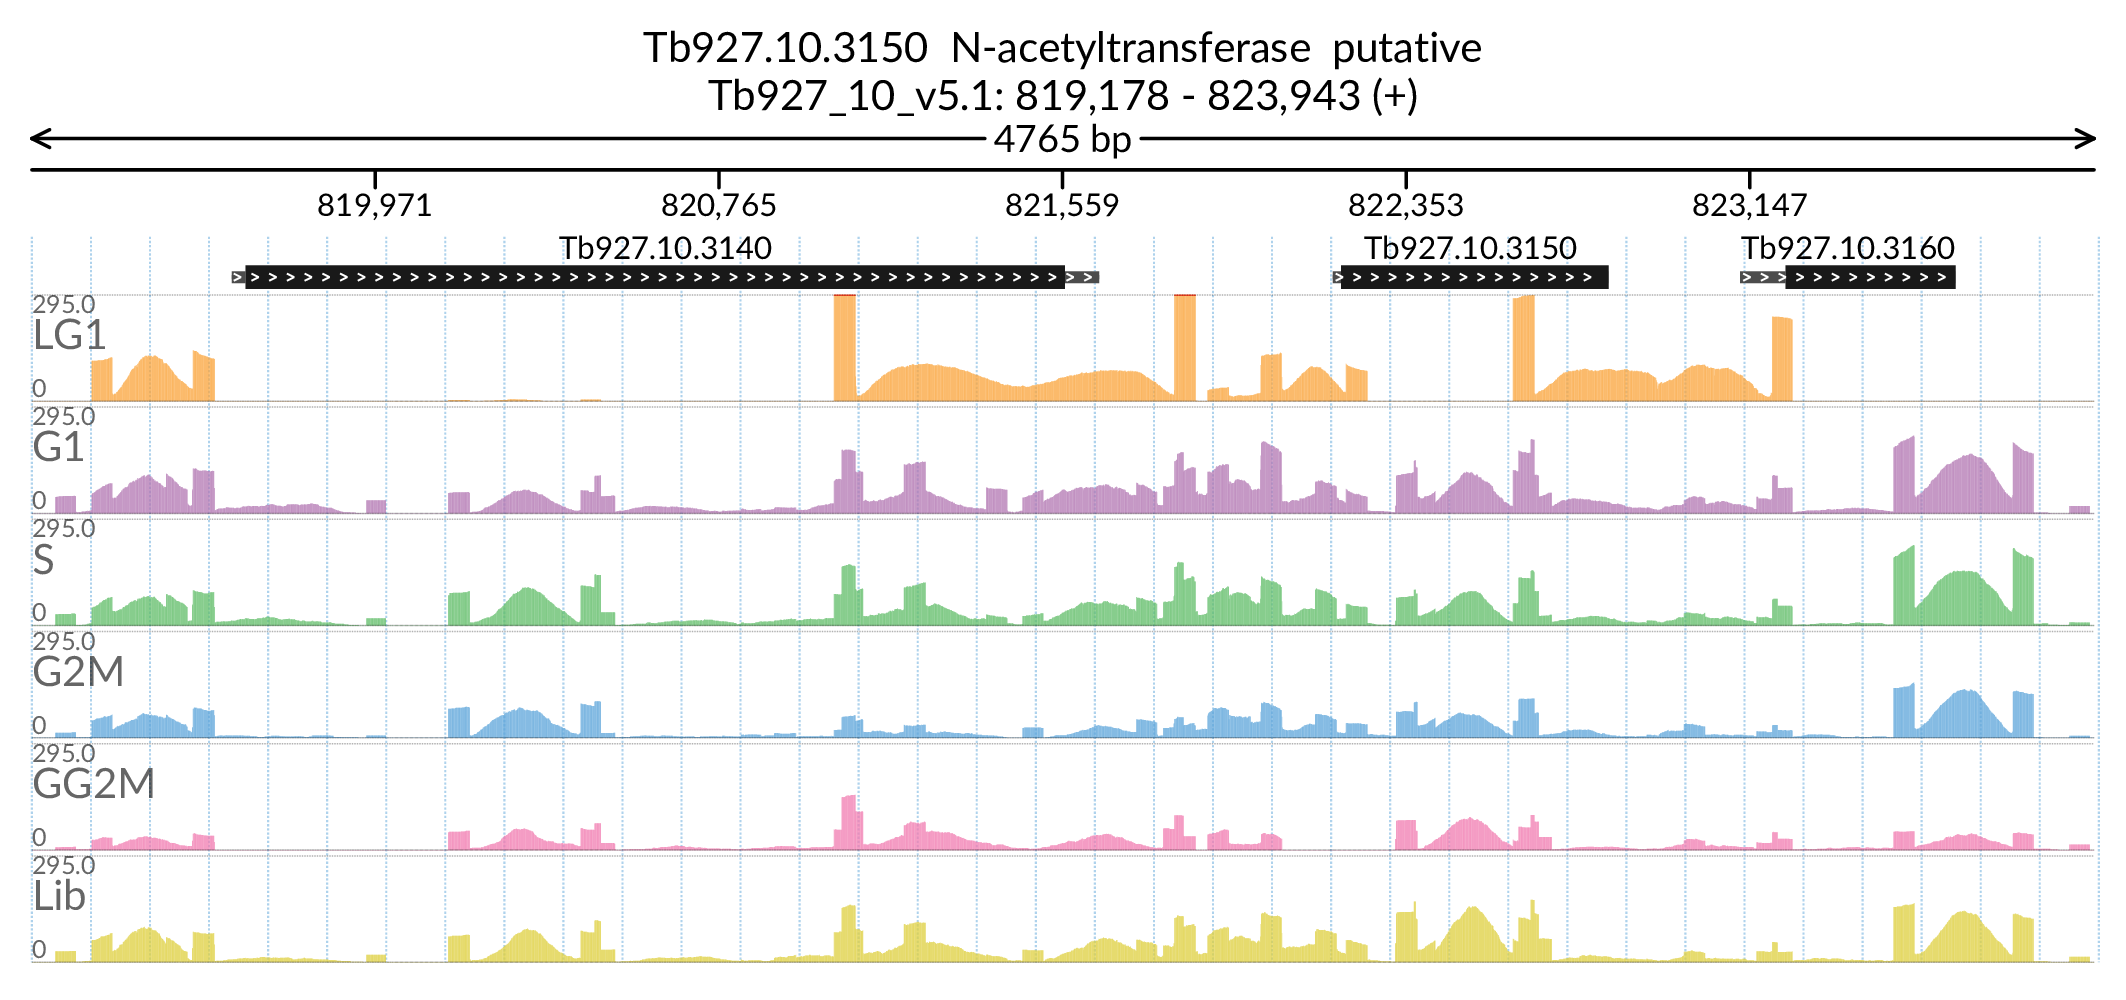 Tb927.10.3150 N-acetyltransferase putative
Tb927_10_v5.1: 819,178 - 823,943 (+)
4765 bp
819,971 820,765 821,559 822,353 823,147
Tb927.10.3140 Tb927.10.3150 Tb927.10.3160
295.0
LG1
0
295.0
G1
0
295.0
S
0
295.0
G2M
0
295.0
GG2M
0
295.0
Lib
0